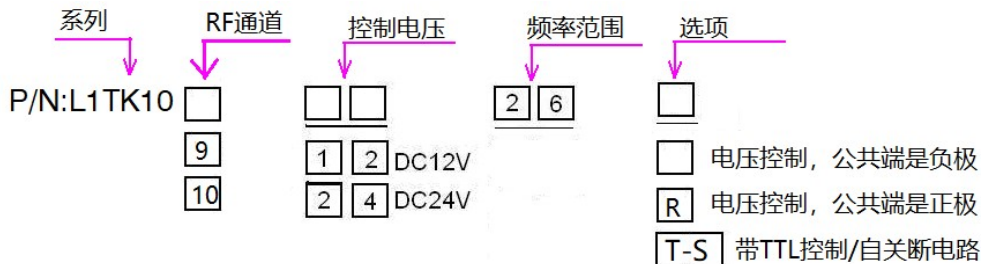 系列 RF通道 控制电压 频率范围 选项
P/N:L1TK10 2 6
9 1 2 DC12V 电压控制，公共端是负极
10 2 4 DC24V R 电压控制，公共端是正极
T-S 带TTL控制/自关断电路